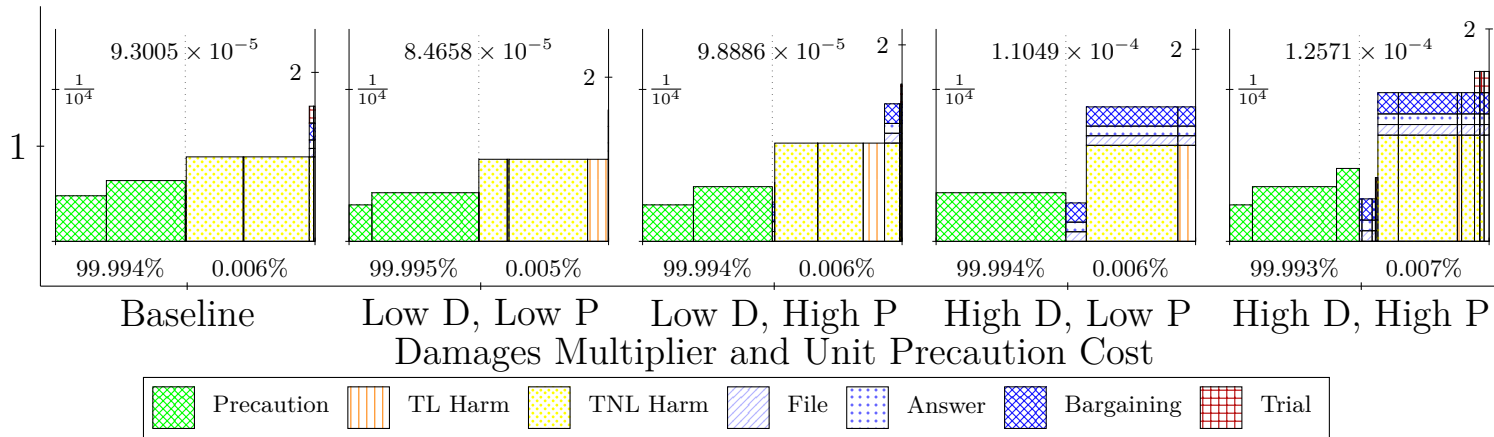 9.3005 × 10⁻⁵ 8.4658 × 10⁻⁵ 9.8886 × 10⁻⁵ 1.1049 × 10⁻⁴ 1.2571 × 10⁻⁴
2 2 2 2 2
1/10⁴ 1/10⁴ 1/10⁴ 1/10⁴ 1/10⁴
1
99.994% 0.006% 99.995% 0.005% 99.994% 0.006% 99.994% 0.006% 99.993% 0.007%
Baseline Low D, Low P Low D, High P High D, Low P High D, High P
Damages Multiplier and Unit Precaution Cost
Precaution TL Harm TNL Harm File Answer Bargaining Trial